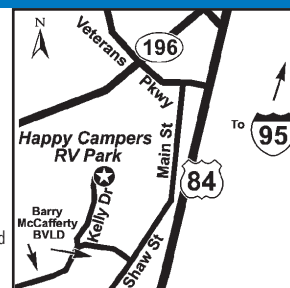 N
Veterans
Pkwy
196
To
95
Happy Campers
RV Park
Main St
84
Kelly Dr
Barry
McCafferty
BVLD
Shaw St
d